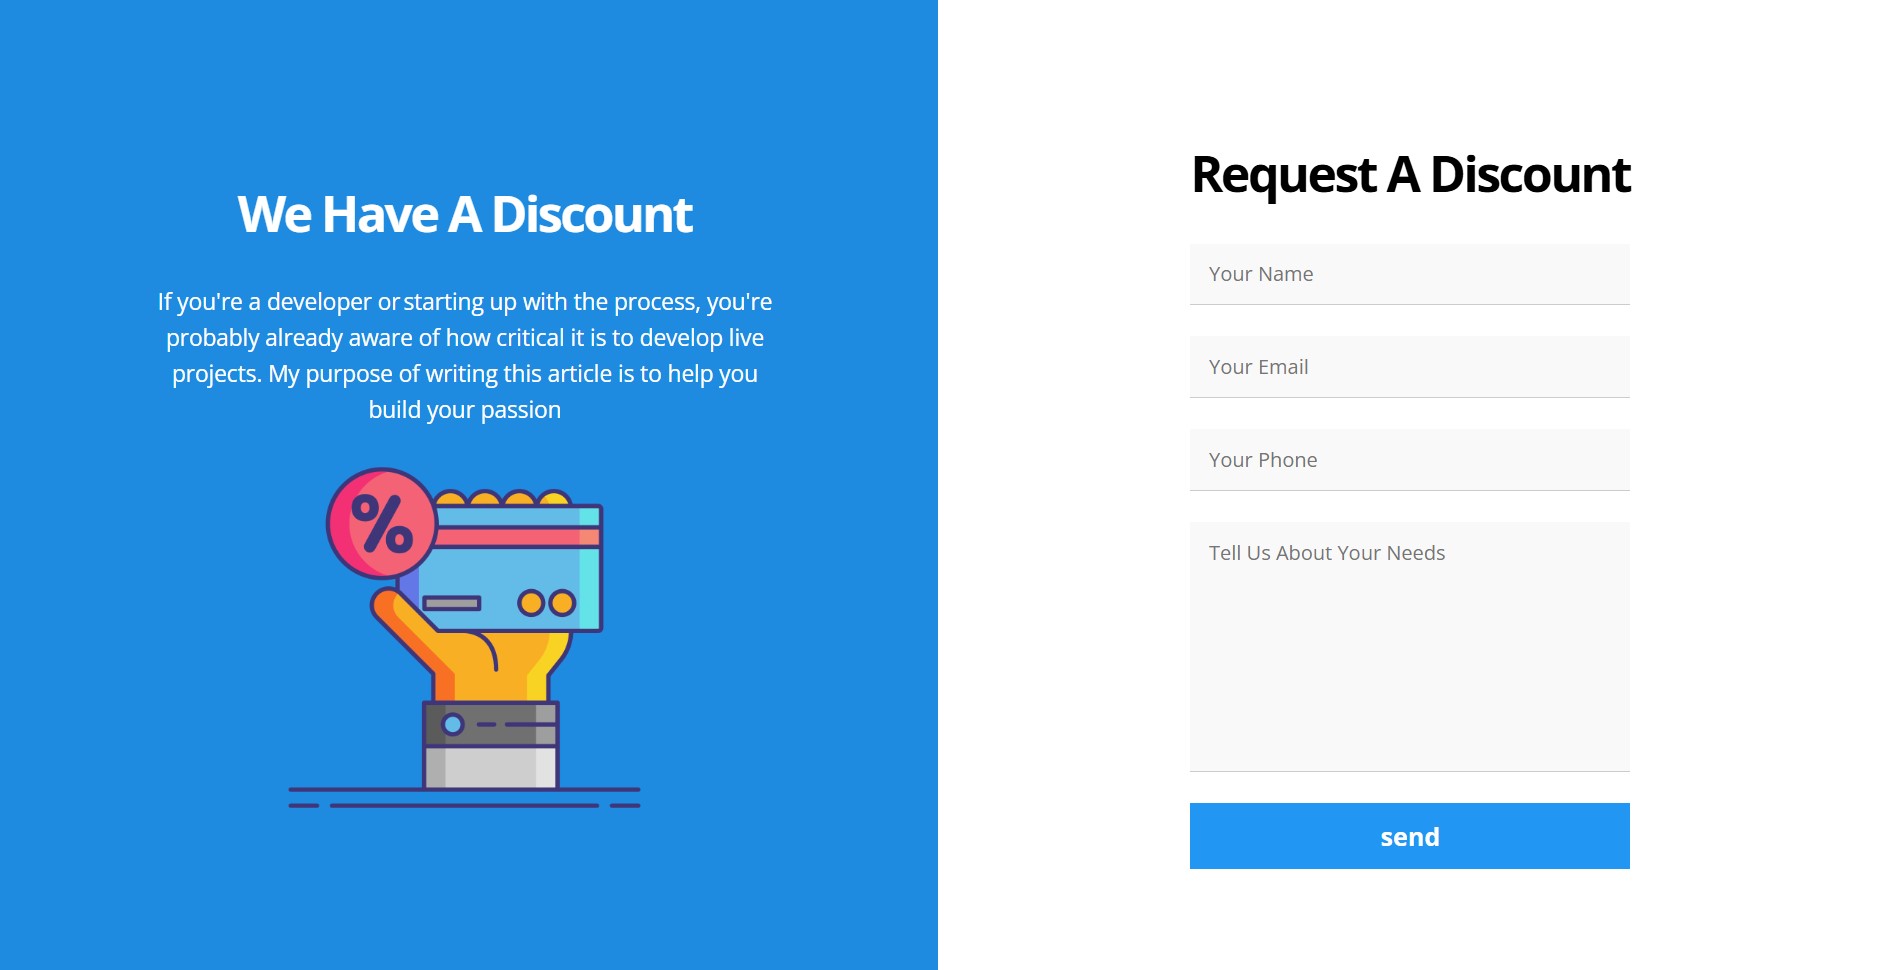 We Have A Discount
If you're a developer or starting up with the process, you're
probably already aware of how critical it is to develop live
projects. My purpose of writing this article is to help you
build your passion
%
Request A Discount
Your Name
Your Email
Your Phone
Tell Us About Your Needs
send